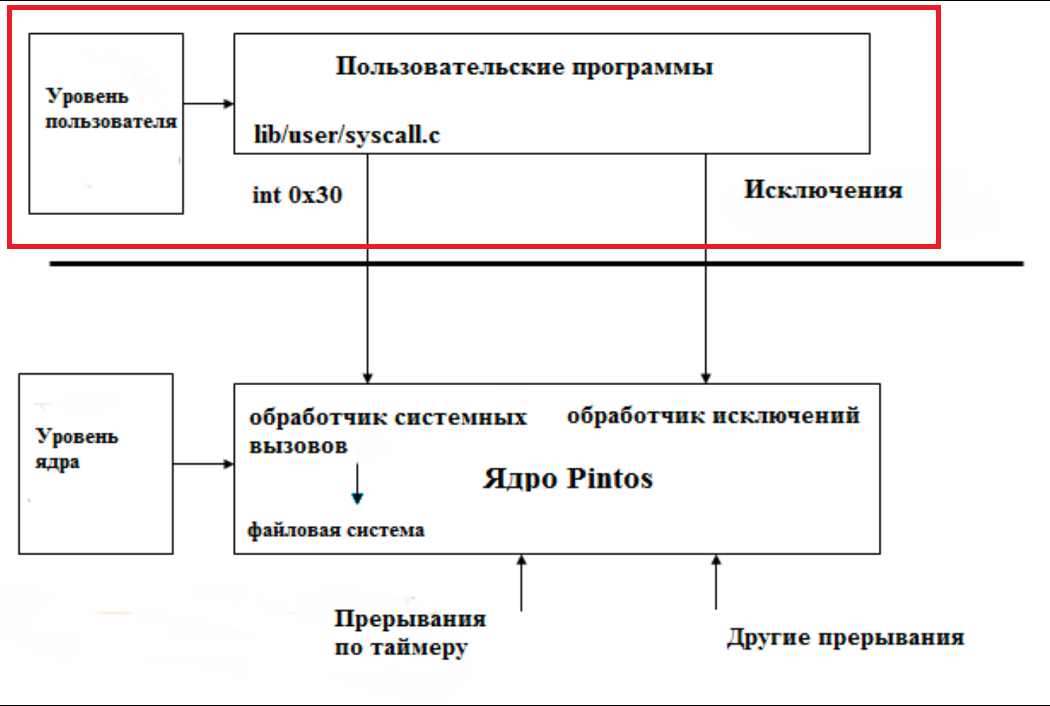 Уровень
пользователя
Пользовательские программы
lib/user/syscall.c
int 0x30
Исключения
Уровень
ядра
обработчик системных
вызовов
обработчик исключений
Ядро Pintos
файловая система
Прерывания
по таймеру
Другие прерывания